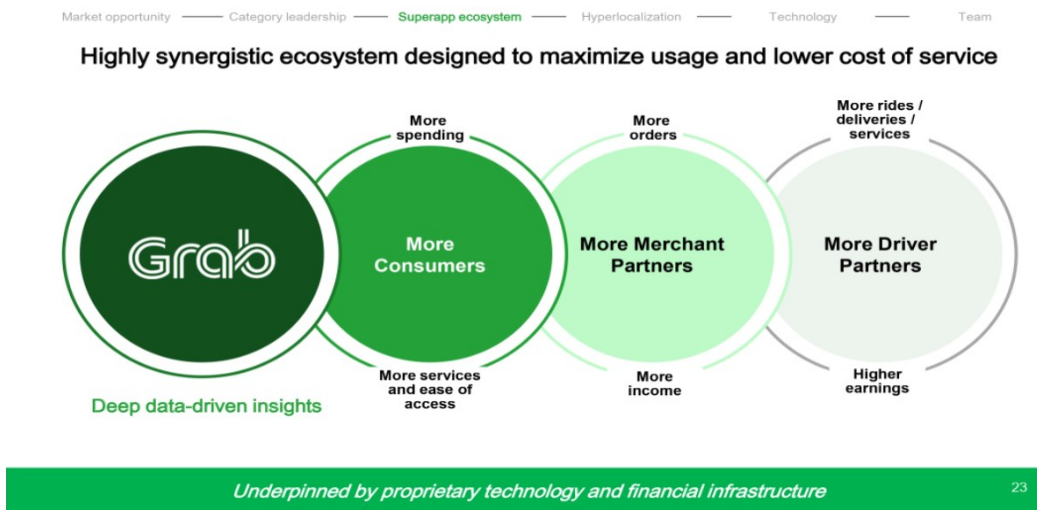 Market opportunity
Category leadership
Superapp ecosystem
Hyperlocalization
Technology
Team
Highly synergistic ecosystem designed to maximize usage and lower cost of service
Grab
Deep data-driven insights
More
spending
More
Consumers
More services
and ease of
access
More
orders
More Merchant
Partners
More
income
More rides /
deliveries /
services
More Driver
Partners
Higher
earnings
Underpinned by proprietary technology and financial infrastructure
23